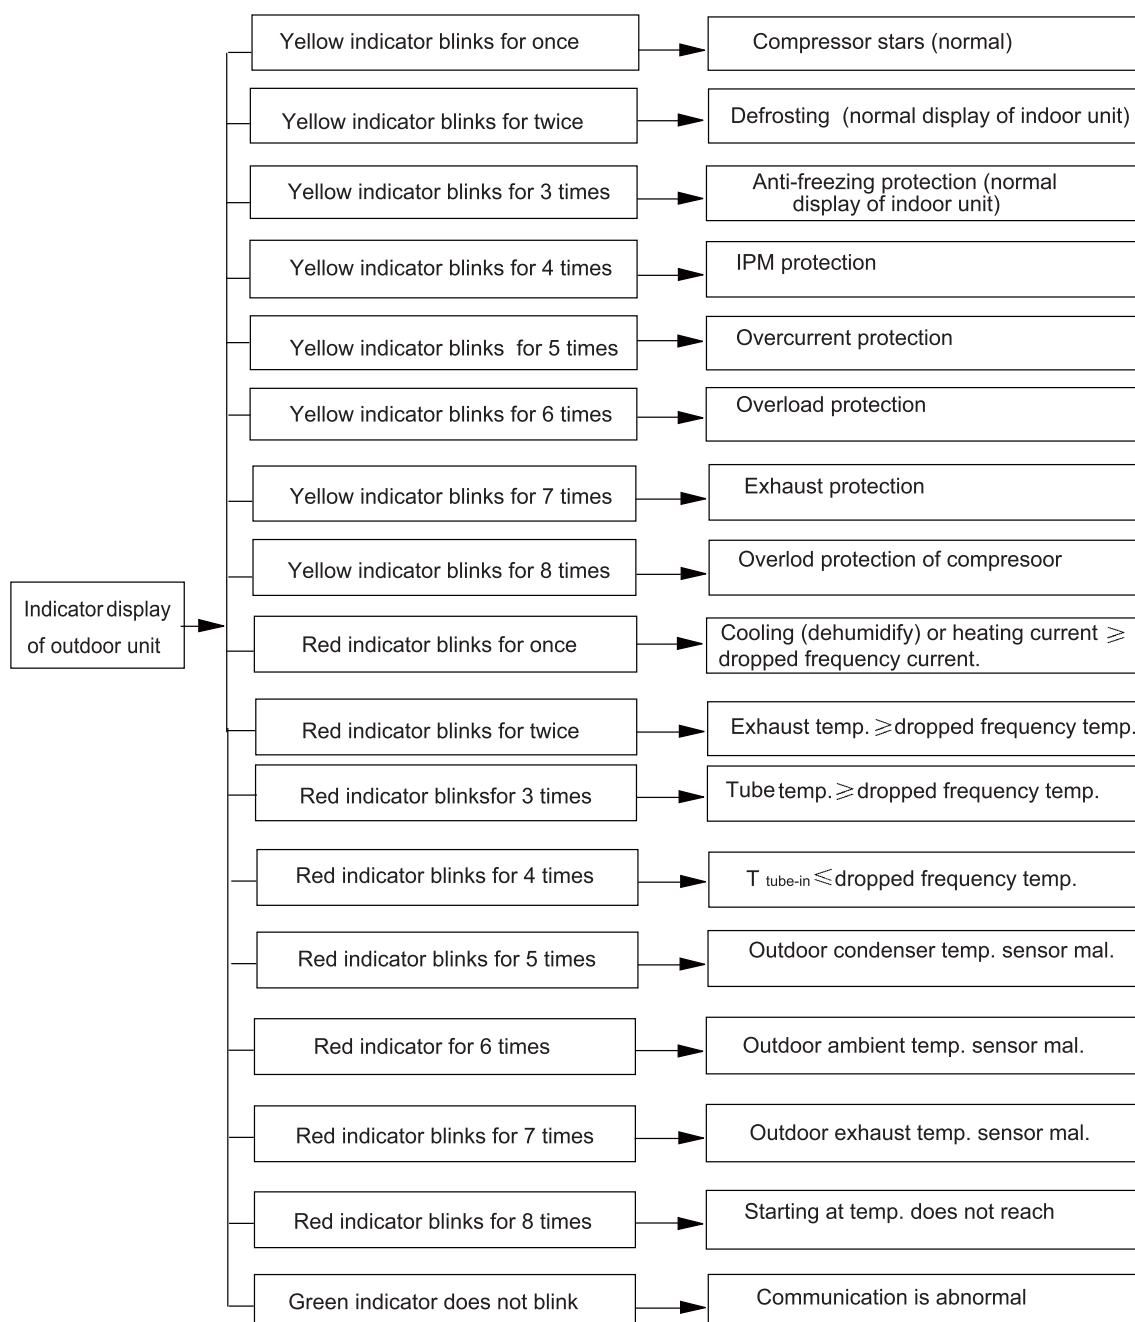 Yellow indicator blinks for once
Compressor stars (normal)
Yellow indicator blinks for twice
Defrosting (normal display of indoor unit)
Yellow indicator blinks for 3 times
Anti-freezing protection (normal
display of indoor unit)
Yellow indicator blinks for 4 times
IPM protection
Yellow indicator blinks for 5 times
Overcurrent protection
Yellow indicator blinks for 6 times
Overload protection
Yellow indicator blinks for 7 times
Exhaust protection
Yellow indicator blinks for 8 times
Overlod protection of compresoor
Indicator display
of outdoor unit
Red indicator blinks for once
Cooling (dehumidify) or heating current ⩾
dropped frequency current.
Red indicator blinks for twice
Exhaust temp. ⩾dropped frequency temp.
Red indicator blinksfor 3 times
Tube temp. ⩾dropped frequency temp.
Red indicator blinks for 4 times
T tube-in ⩽dropped frequency temp.
Red indicator blinks for 5 times
Outdoor condenser temp. sensor mal.
Red indicator for 6 times
Outdoor ambient temp. sensor mal.
Red indicator blinks for 7 times
Outdoor exhaust temp. sensor mal.
Red indicator blinks for 8 times
Starting at temp. does not reach
Green indicator does not blink
Communication is abnormal